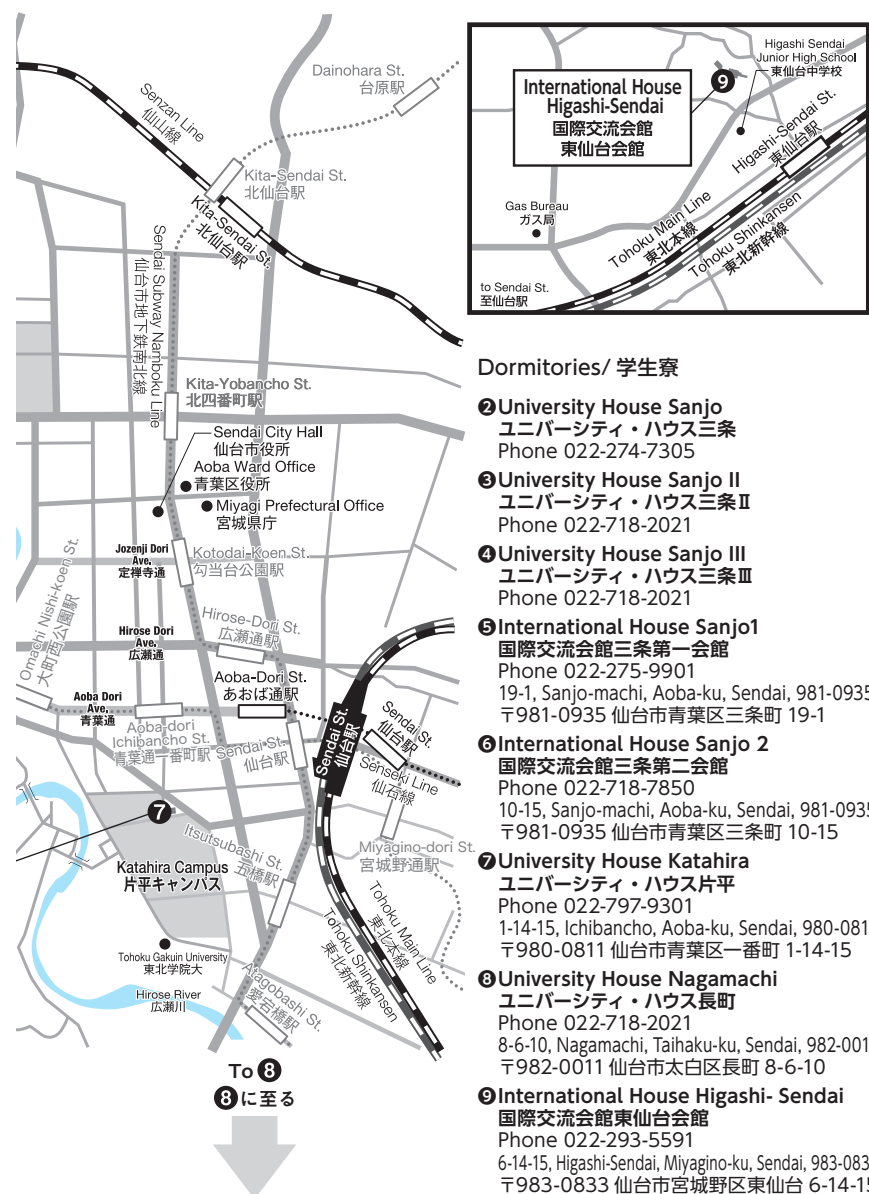 Dainohara St.
台原駅
Senzan Line
仙山線
Kita-Sendai St.
北仙台駅
Kita-Sendai St.
北仙台駅
Sendai Subway Namboku Line
仙台市地下鉄南北線
Kita-Yobancho St.
北四番町駅
Sendai City Hall
仙台市役所
Aoba Ward Office
青葉区役所
Miyagi Prefectural Office
宮城県庁
Jozenji Dori
Ave.
定禅寺通
Kotodai-Koen St.
勾当台公園駅
Omachi Nishi-koen St.
大町西公園駅
Hirose Dori
Ave.
広瀬通
Hirose-Dori St.
広瀬通駅
Aoba-Dori St.
あおば通駅
Aoba Dori
Ave.
青葉通
Aoba-dori
Ichibancho St.
青葉通一番町駅
Sendai St.
仙台駅
Sendai St.
仙台駅
Sendai St.
仙台駅
Senseki Line
仙石線
❼
Itsutsubashi St.
五橋駅
Miyagino-dori St.
宮城野通駅
Katahira Campus
片平キャンパス
Tohoku Gakuin University
東北学院大
Tohoku Main Line
東北本線
Tohoku Shinkansen
東北新幹線
Hirose River
広瀬川
Atagobashi St.
愛宕橋駅
To ❽
❽に至る
Higashi Sendai
Junior High School
東仙台中学校
International House
Higashi-Sendai
国際交流会館
東仙台会館
❾
Higashi-Sendai St.
東仙台駅
Gas Bureau
ガス局
Tohoku Main Line
東北本線
Tohoku Shinkansen
東北新幹線
to Sendai St.
至仙台駅
Dormitories/ 学生寮
❷University House Sanjo
ユニバーシティ・ハウス三条
Phone 022-274-7305
❸University House Sanjo II
ユニバーシティ・ハウス三条Ⅱ
Phone 022-718-2021
❹University House Sanjo III
ユニバーシティ・ハウス三条Ⅲ
Phone 022-718-2021
❺International House Sanjo1
国際交流会館三条第一会館
Phone 022-275-9901
19-1, Sanjo-machi, Aoba-ku, Sendai, 981-0935
〒981-0935 仙台市青葉区三条町 19-1
❻International House Sanjo 2
国際交流会館三条第二会館
Phone 022-718-7850
10-15, Sanjo-machi, Aoba-ku, Sendai, 981-0935
〒981-0935 仙台市青葉区三条町 10-15
❼University House Katahira
ユニバーシティ・ハウス片平
Phone 022-797-9301
1-14-15, Ichibancho, Aoba-ku, Sendai, 980-081
〒980-0811 仙台市青葉区一番町 1-14-15
❽University House Nagamachi
ユニバーシティ・ハウス長町
Phone 022-718-2021
8-6-10, Nagamachi, Taihaku-ku, Sendai, 982-001
〒982-0011 仙台市太白区長町 8-6-10
❾International House Higashi- Sendai
国際交流会館東仙台会館
Phone 022-293-5591
6-14-15, Higashi-Sendai, Miyagino-ku, Sendai, 983-083
〒983-0833 仙台市宮城野区東仙台 6-14-15